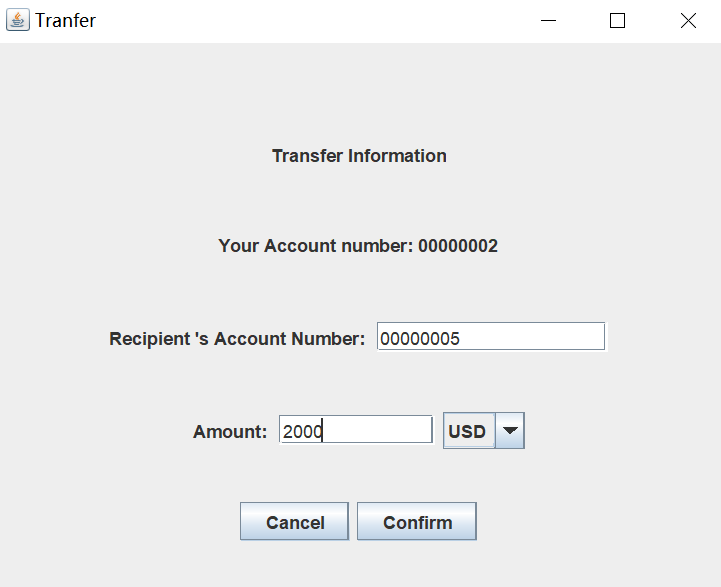 Tranfer
Transfer Information
Your Account number: 00000002
Recipient 's Account Number: 00000005
Amount: 2000 USD
Cancel Confirm